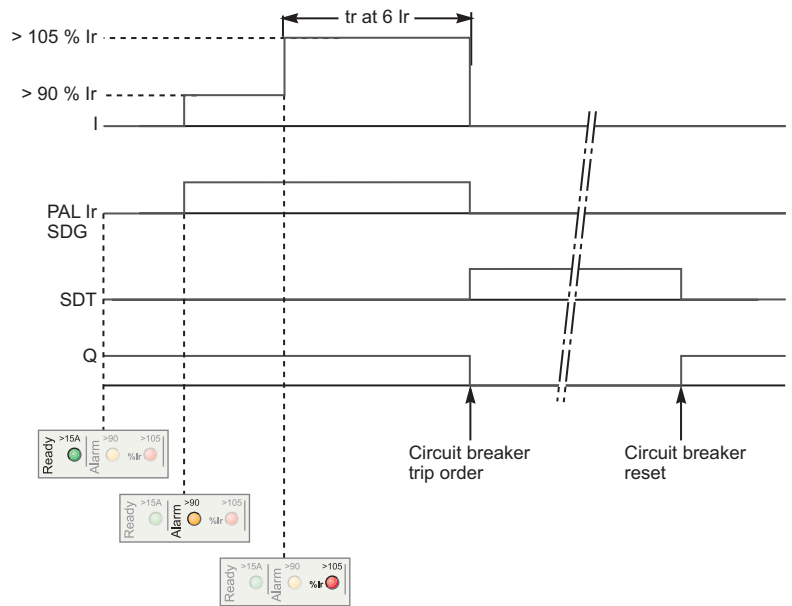 tr at 6 Ir
> 105 % Ir
> 90 % Ir
I
PAL Ir
SDG
SDT
Q
Circuit breaker
trip order
Circuit breaker
reset
Ready
>15A
Alarm
>90
%Ir
>105
Ready
>15A
Alarm
>90
%Ir
>105
Ready
>15A
Alarm
>90
%Ir
>105